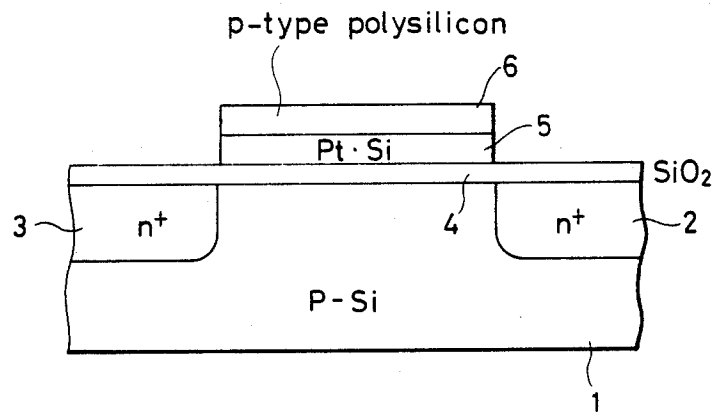 p-type polysilicon
6
5
Pt·Si
SiO₂
3
n⁺
4
n⁺
2
P-Si
1